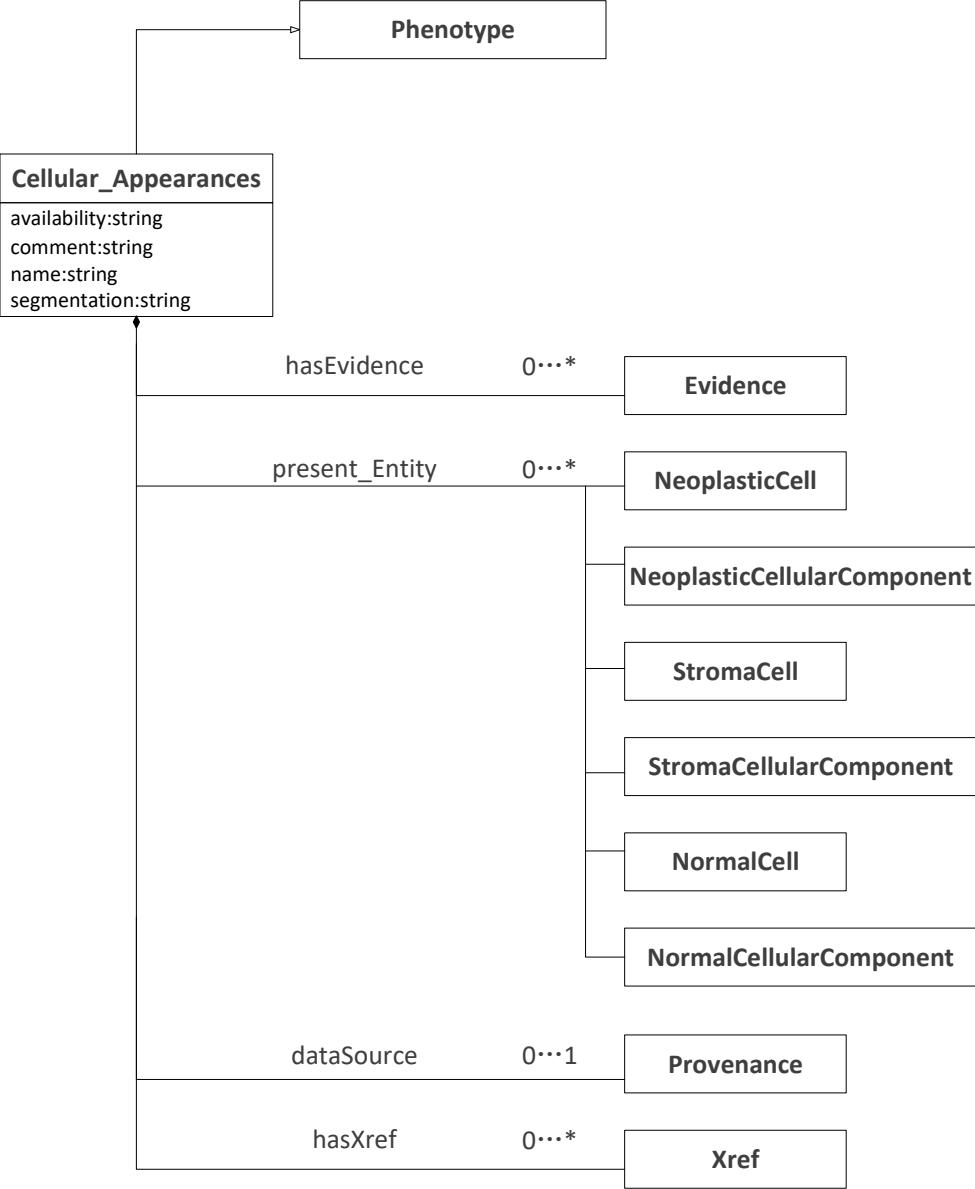 Phenotype
Cellular_Appearances
availability:string
comment:string
name:string
segmentation:string
hasEvidence 0···*
Evidence
present_Entity 0···*
NeoplasticCell
NeoplasticCellularComponent
StromaCell
StromaCellularComponent
NormalCell
NormalCellularComponent
dataSource 0···1
Provenance
hasXref 0···*
Xref